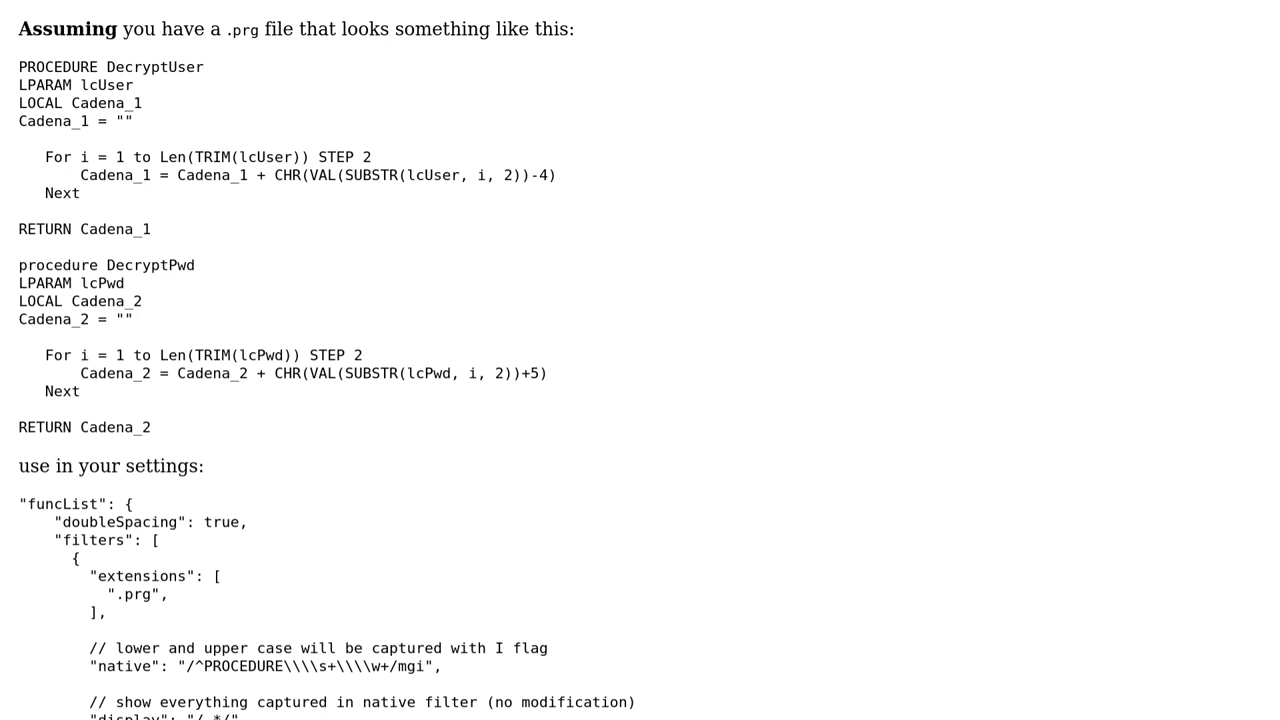 Assuming you have a .prg file that looks something like this:
PROCEDURE DecryptUser
LPARAM lcUser
LOCAL Cadena_1
Cadena_1 = ""
For i = 1 to Len(TRIM(lcUser)) STEP 2
Cadena_1 = Cadena_1 + CHR(VAL(SUBSTR(lcUser, i, 2))-4)
Next
RETURN Cadena_1
procedure DecryptPwd
LPARAM lcPwd
LOCAL Cadena_2
Cadena_2 = ""
For i = 1 to Len(TRIM(lcPwd)) STEP 2
Cadena_2 = Cadena_2 + CHR(VAL(SUBSTR(lcPwd, i, 2))+5)
Next
RETURN Cadena_2
use in your settings:
"funcList": {
"doubleSpacing": true,
"filters": [
{
"extensions": [
".prg",
],
// lower and upper case will be captured with I flag
"native": "/^PROCEDURE\\\\s+\\\\w+/mgi",
// show everything captured in native filter (no modification)
"display": "/.*/"